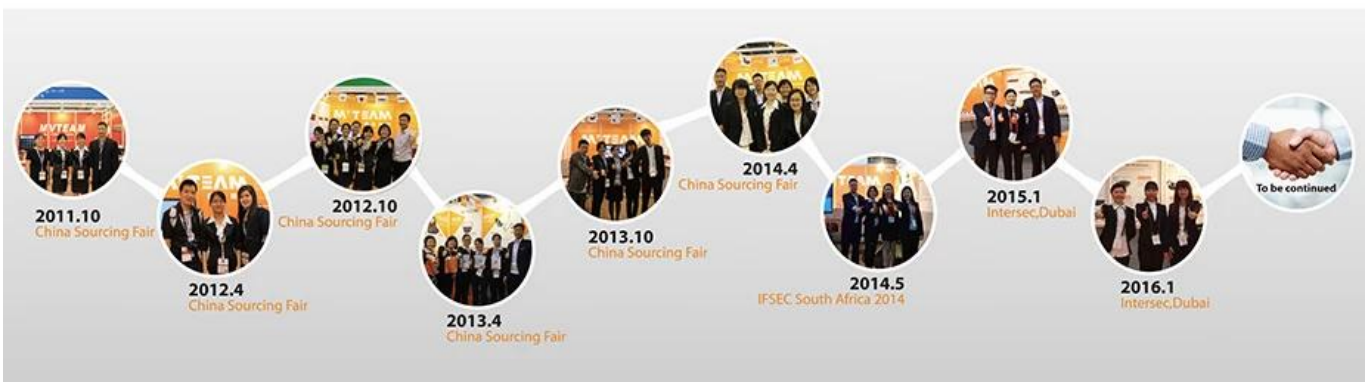 MVTEAM
2011.10
China Sourcing Fair
2012.4
China Sourcing Fair
MVTEAM
2012.10
China Sourcing Fair
2013.4
China Sourcing Fair
2013.10
China Sourcing Fair
2014.4
China Sourcing Fair
2014.5
IFSEC South Africa 2014
2015.1
Intersec,Dubai
2016.1
Intersec,Dubai
To be continued